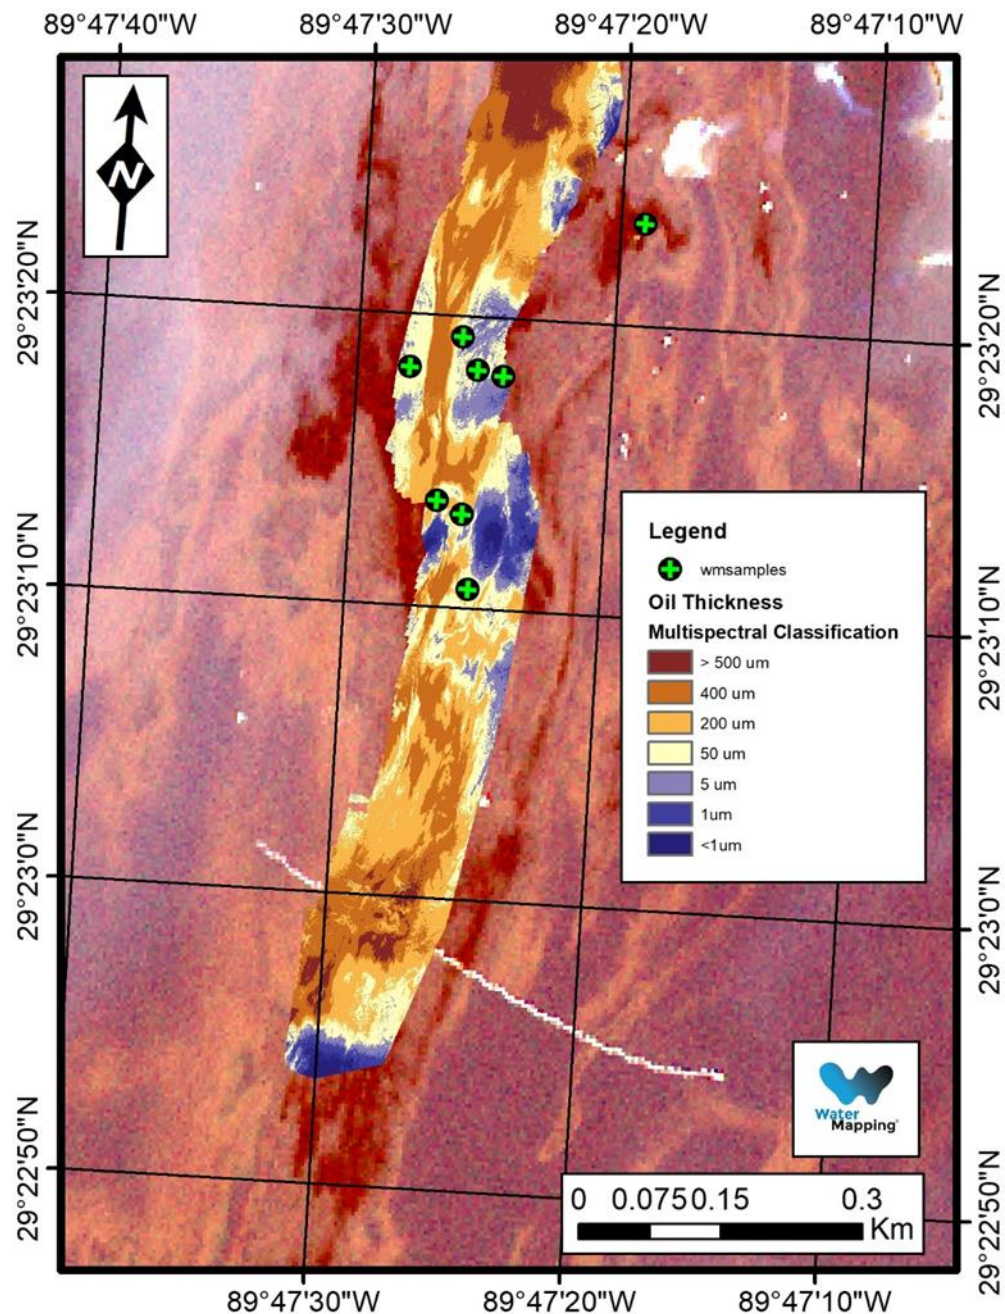 89°47'40"W 89°47'30"W 89°47'20"W 89°47'10"W
N
29°23'20"N
29°23'20"N
29°23'10"N
29°23'10"N
29°23'0"N
29°23'0"N
29°22'50"N
29°22'50"N
Legend
wmsamples
Oil Thickness
Multispectral Classification
> 500 um
400 um
200 um
50 um
5 um
1um
<1um
Water
Mapping
0 0.075 0.15 0.3
Km
89°47'30"W 89°47'20"W 89°47'10"W